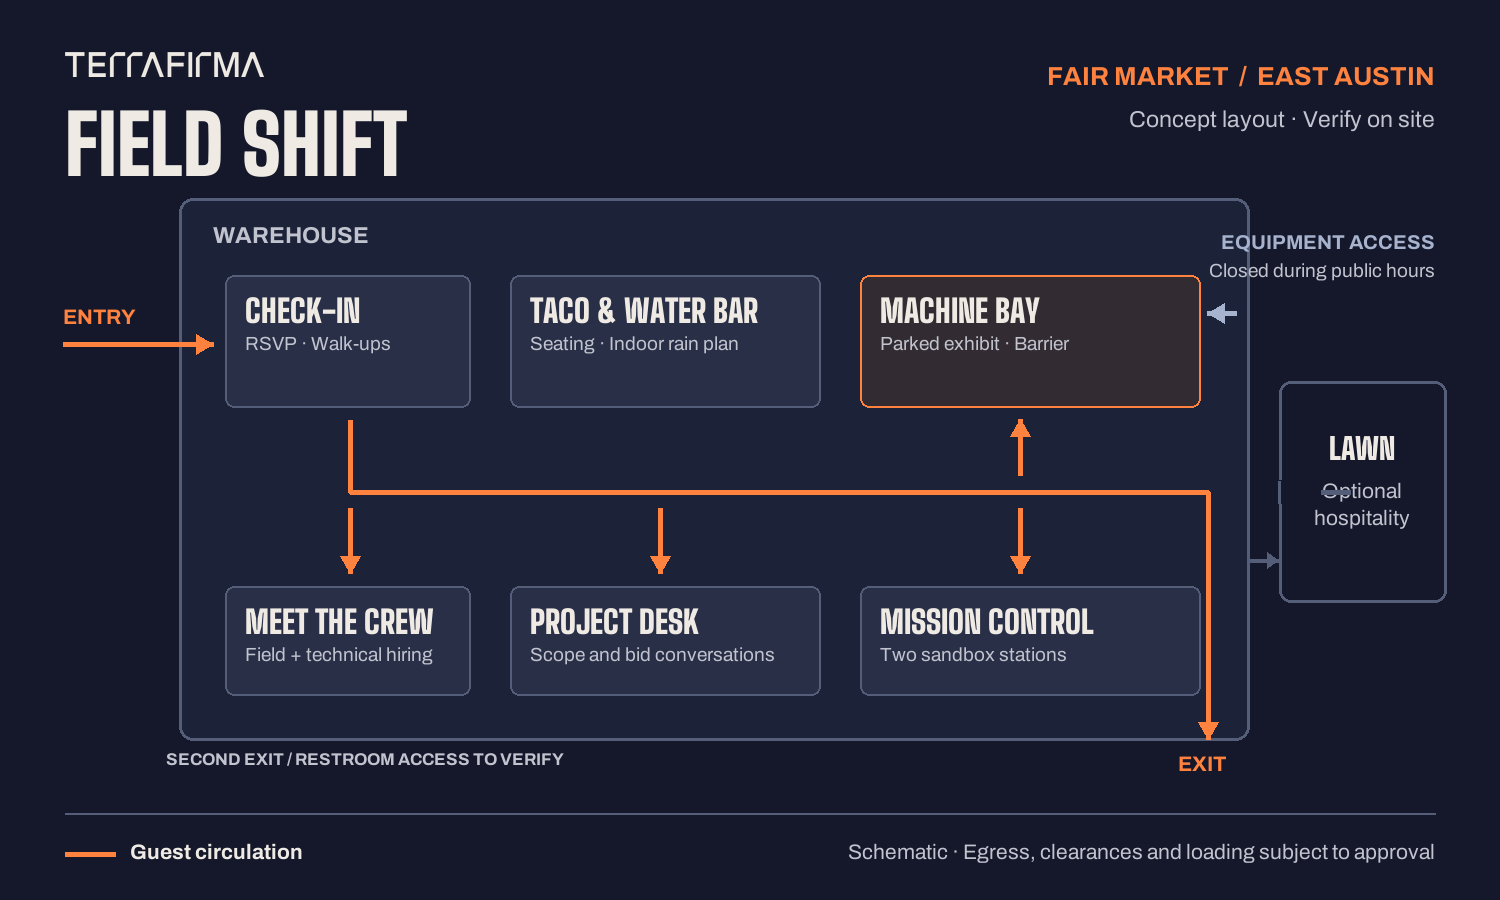 TERRAFIRMA
FIELD SHIFT
FAIR MARKET / EAST AUSTIN
Concept layout · Verify on site
WAREHOUSE
EQUIPMENT ACCESS
Closed during public hours
ENTRY
CHECK-IN
RSVP · Walk-ups
TACO & WATER BAR
Seating · Indoor rain plan
MACHINE BAY
Parked exhibit · Barrier
LAWN
Optional
hospitality
MEET THE CREW
Field + technical hiring
PROJECT DESK
Scope and bid conversations
MISSION CONTROL
Two sandbox stations
SECOND EXIT / RESTROOM ACCESS TO VERIFY
EXIT
Guest circulation
Schematic · Egress, clearances and loading subject to approval